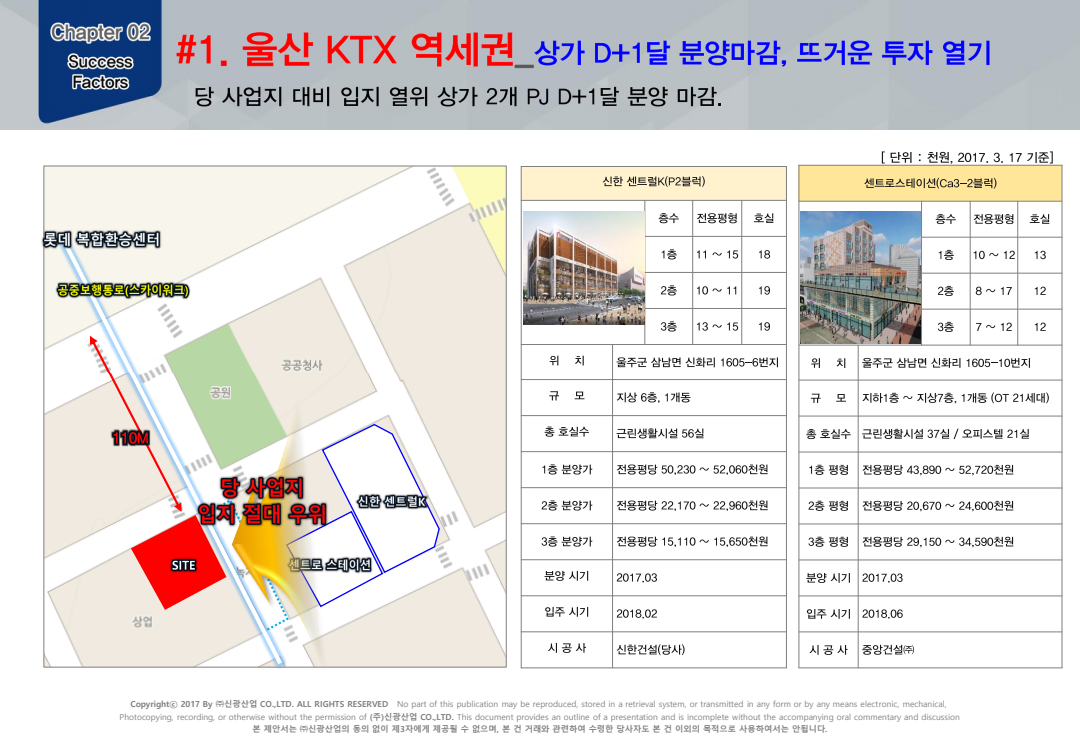 Chapter 02
Success
Factors
#1. 울산 KTX 역세권_상가 D+1달 분양마감, 뜨거운 투자 열기
당 사업지 대비 입지 열위 상가 2개 PJ D+1달 분양 마감.
[ 단위 : 천원, 2017. 3. 17 기준]
롯데 복합환승센터
공중보행통로(스카이워크)
공공청사
공원
110M
당 사업지
입지 절대 우위
신한 센트럴K
센트로 스테이션
SITE
상업
신한 센트럴K(P2블럭)
층수 전용평형 호실
1층 11 ~ 15 18
2층 10 ~ 11 19
3층 13 ~ 15 19
위 치 울주군 삼남면 신화리 1605-6번지
규 모 지상 6층, 1개동
총 호실수 근린생활시설 56실
1층 분양가 전용평당 50,230 ~ 52,060천원
2층 분양가 전용평당 22,170 ~ 22,960천원
3층 분양가 전용평당 15,110 ~ 15,650천원
분양 시기 2017.03
입주 시기 2018.02
시 공 사 신한건설(당사)
센트로스테이션(Ca3-2블럭)
층수 전용평형 호실
1층 10 ~ 12 13
2층 8 ~ 17 12
3층 7 ~ 12 12
위 치 울주군 삼남면 신화리 1605-10번지
규 모 지하1층 ~ 지상7층, 1개동 (OT 21세대)
총 호실수 근린생활시설 37실 / 오피스텔 21실
1층 평형 전용평당 43,890 ~ 52,720천원
2층 평형 전용평당 20,670 ~ 24,600천원
3층 평형 전용평당 29,150 ~ 34,590천원
분양 시기 2017.03
입주 시기 2018.06
시 공 사 중앙건설㈜
Copyright© 2017 By ㈜신광산업 CO.,LTD. ALL RIGHTS RESERVED No part of this publication may be reproduced, stored in a retrieval system, or transmitted in any form or by any means electronic, mechanical,
Photocopying, recording, or otherwise without the permission of (주)신광산업 CO.,LTD. This document provides an outline of a presentation and is incomplete without the accompanying oral commentary and discussion
본 제안서는 ㈜신광산업의 동의 없이 제3자에게 제공될 수 없으며, 본 건 거래와 관련하여 수령한 당사자도 본 건 이외의 목적으로 사용하여서는 안됩니다.